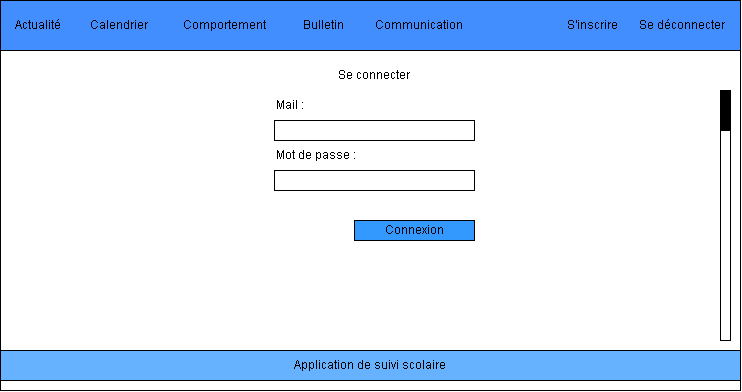 Actualité Calendrier Comportement Bulletin Communication S'inscrire Se déconnecter
Se connecter
Mail :
Mot de passe :
Connexion
Application de suivi scolaire